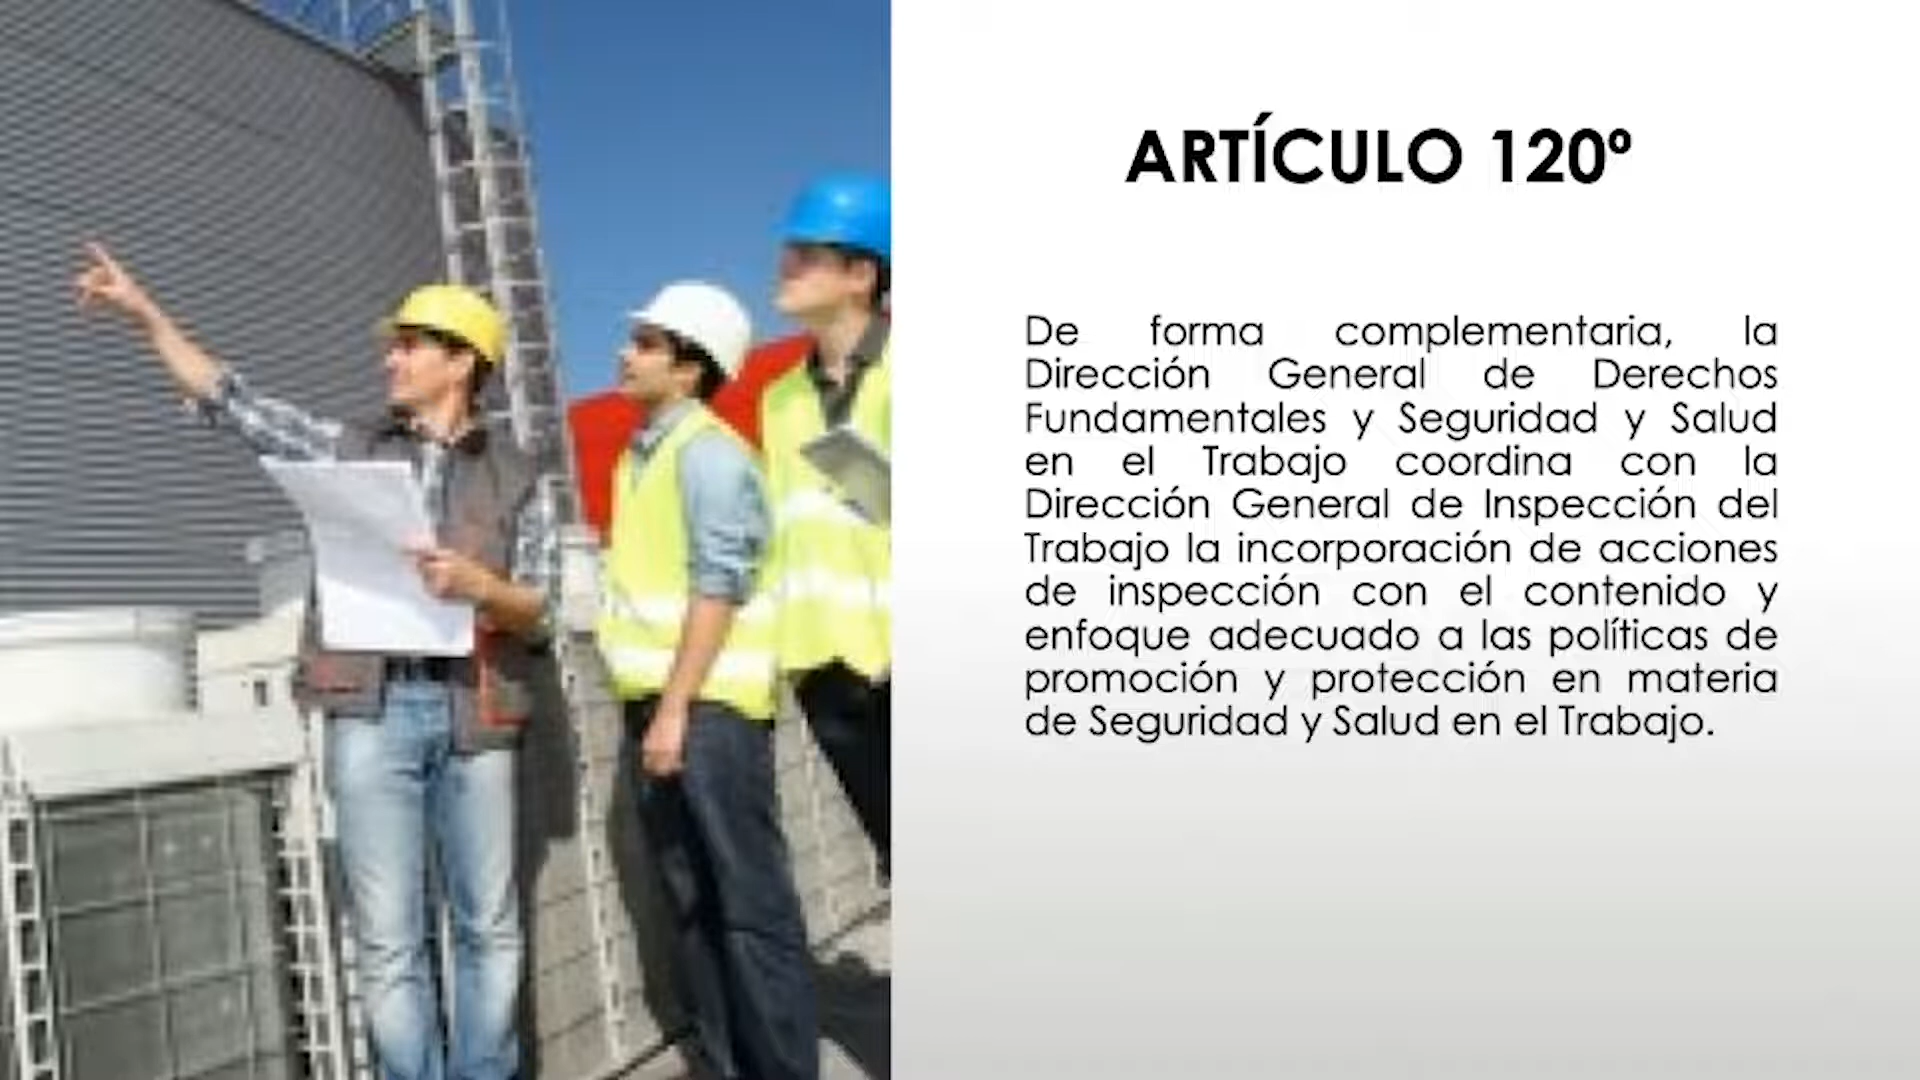 ARTÍCULO 120º
De forma complementaria, la
Dirección General de Derechos
Fundamentales y Seguridad y Salud
en el Trabajo coordina con la
Dirección General de Inspección del
Trabajo la incorporación de acciones
de inspección con el contenido y
enfoque adecuado a las políticas de
promoción y protección en materia
de Seguridad y Salud en el Trabajo.